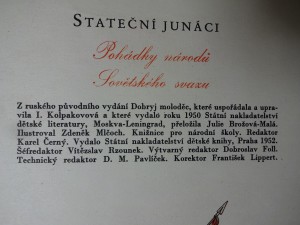 STATEČNÍ JUNÁCI
Pohádky národů
Sovětského svazu
Z ruského původního vydání Dobryj moloděc, které uspořádala a upra-
vila I. Kolpakovová a které vydalo roku 1950 Státní nakladatelství
dětské literatury, Moskva-Leningrad, přeložila Julie Brožová-Malá.
Ilustroval Zdeněk Mlčoch. Knižnice pro národní školy. Redaktor
Karel Černý. Vydalo Státní nakladatelství dětské knihy, Praha 1952.
Šéfredaktor Vítězslav Rzounek. Výtvarný redaktor Dobroslav Foll.
Technický redaktor D. M. Pavlíček. Korektor František Lippert.